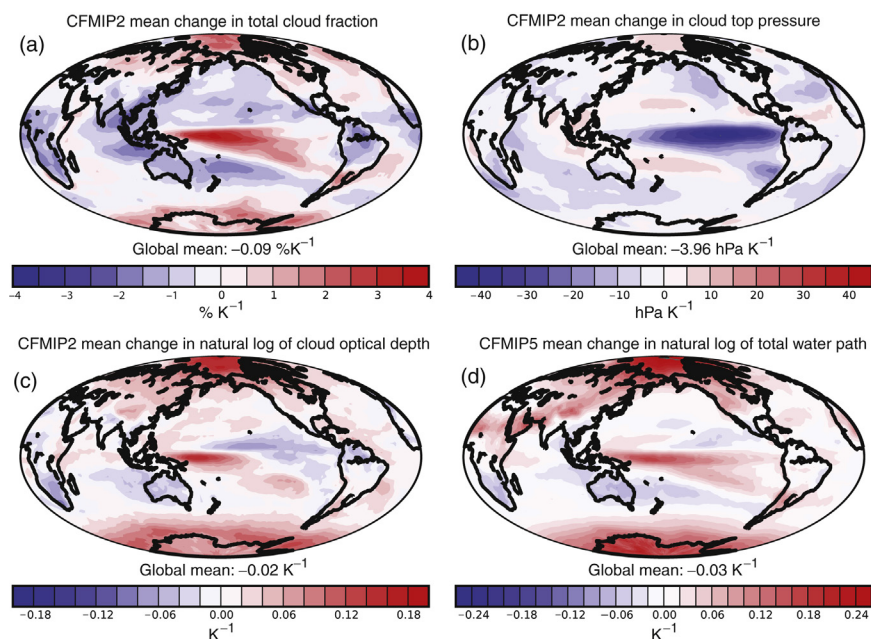 CFMIP2 mean change in total cloud fraction
(a)
Global mean: –0.09 %K⁻¹
–4 –3 –2 –1 0 1 2 3 4
% K⁻¹
CFMIP2 mean change in cloud top pressure
(b)
Global mean: –3.96 hPa K⁻¹
–40 –30 –20 –10 0 10 20 30 40
hPa K⁻¹
CFMIP2 mean change in natural log of cloud optical depth
(c)
Global mean: –0.02 K⁻¹
–0.18 –0.12 –0.06 0.00 0.06 0.12 0.18
K⁻¹
CFMIP5 mean change in natural log of total water path
(d)
Global mean: –0.03 K⁻¹
–0.24 –0.18 –0.12 –0.06 0.00 0.06 0.12 0.18 0.24
K⁻¹